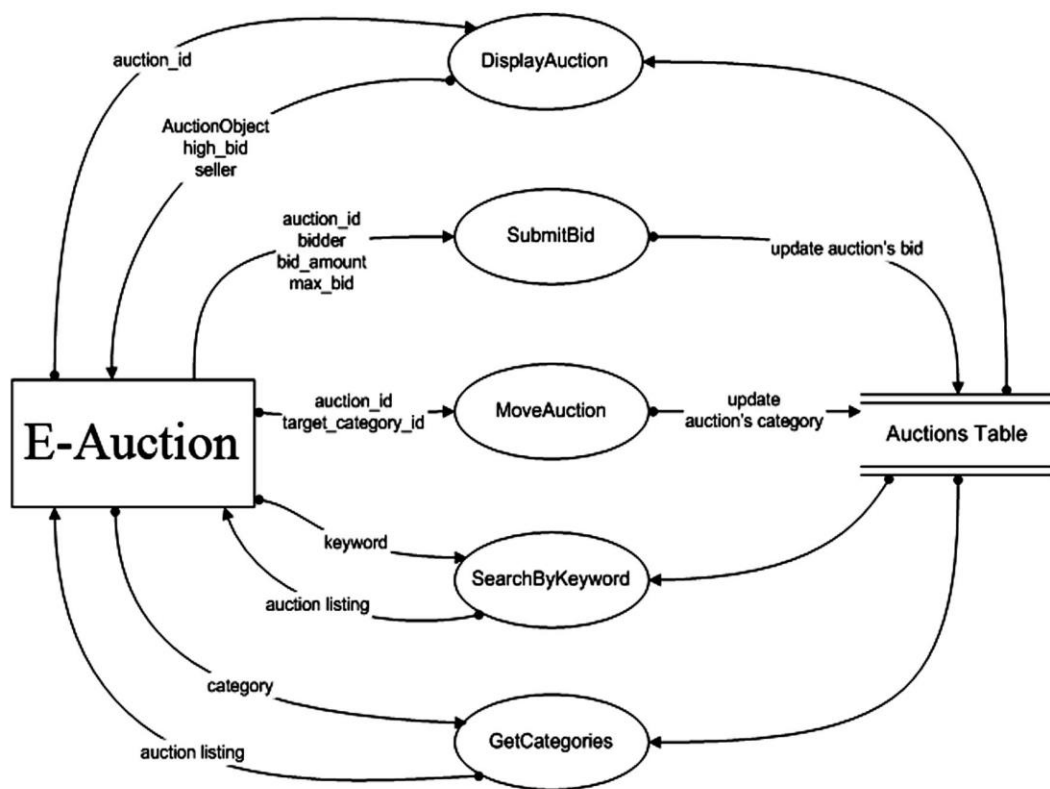 DisplayAuction
auction_id
AuctionObject
high_bid
seller
auction_id
bidder
bid_amount
max_bid
SubmitBid
update auction's bid
E-Auction
auction_id
target_category_id
MoveAuction
update
auction's category
Auctions Table
keyword
SearchByKeyword
auction listing
category
GetCategories
auction listing